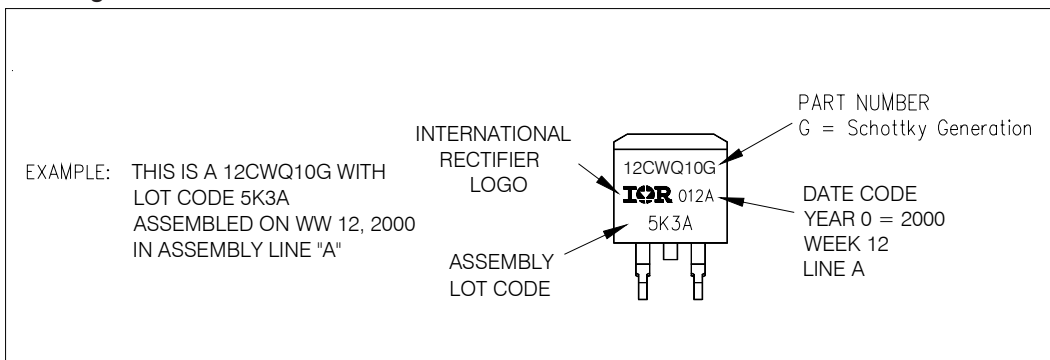 EXAMPLE: THIS IS A 12CWQ10G WITH
LOT CODE 5K3A
ASSEMBLED ON WW 12, 2000
IN ASSEMBLY LINE "A"
INTERNATIONAL
RECTIFIER
LOGO
ASSEMBLY
LOT CODE
12CWQ10G
IOR 012A
5K3A
PART NUMBER
G = Schottky Generation
DATE CODE
YEAR 0 = 2000
WEEK 12
LINE A